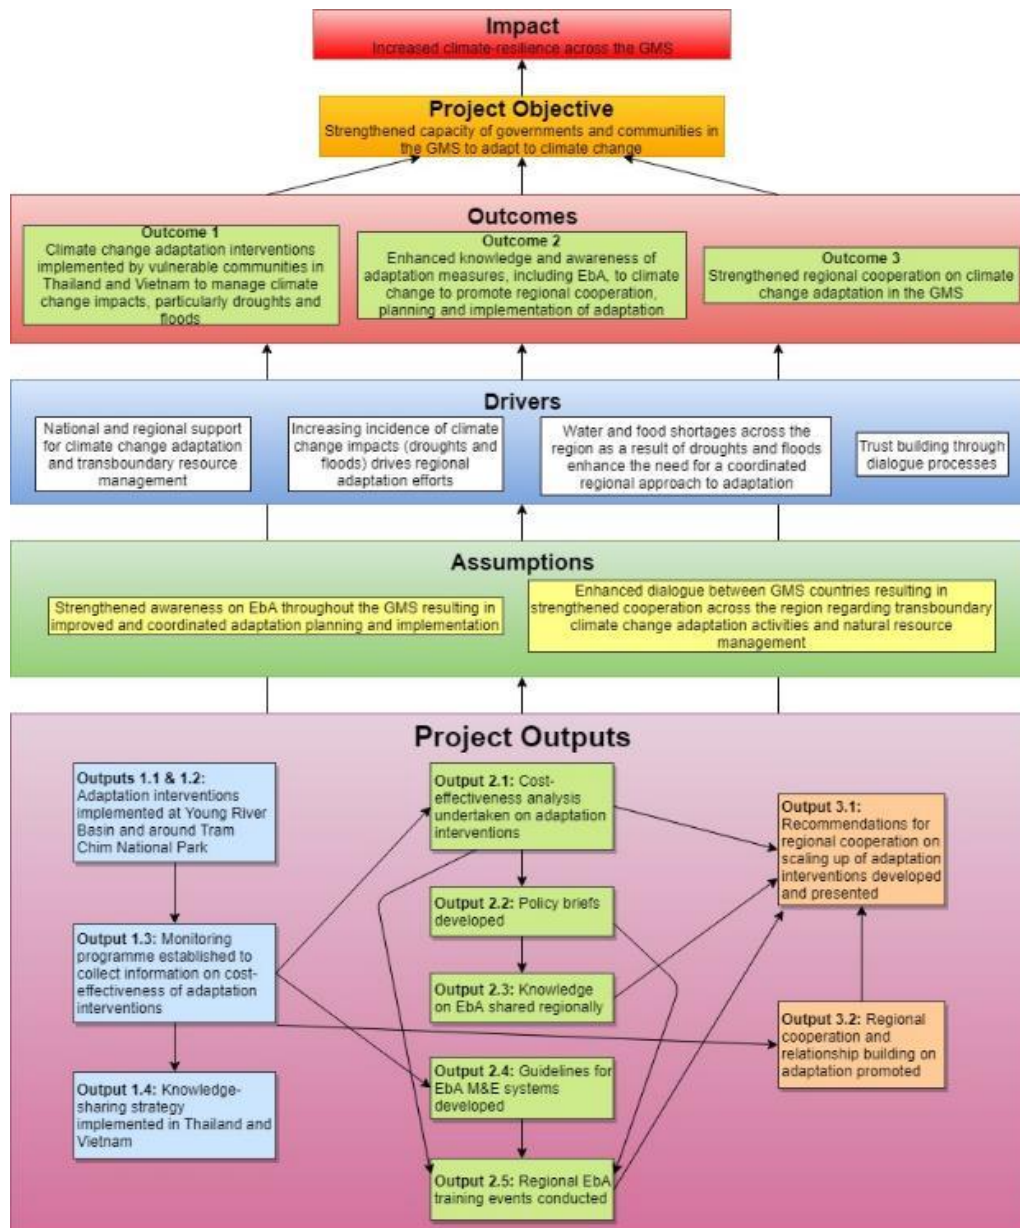 Impact
Increased climate-resilience across the GMS
Project Objective
Strengthened capacity of governments and communities in
the GMS to adapt to climate change
Outcomes
Outcome 1
Climate change adaptation interventions
implemented by vulnerable communities in
Thailand and Vietnam to manage climate
change impacts, particularly droughts and
floods
Outcome 2
Enhanced knowledge and awareness of
adaptation measures, including EbA, to climate
change to promote regional cooperation,
planning and implementation of adaptation
Outcome 3
Strengthened regional cooperation on climate
change adaptation in the GMS
Drivers
National and regional support
for climate change adaptation
and transboundary resource
management
Increasing incidence of climate
change impacts (droughts and
floods) drives regional
adaptation efforts
Water and food shortages across the
region as a result of droughts and floods
enhance the need for a coordinated
regional approach to adaptation
Trust building through
dialogue processes
Assumptions
Strengthened awareness on EbA throughout the GMS resulting in
improved and coordinated adaptation planning and implementation
Enhanced dialogue between GMS countries resulting in
strengthened cooperation across the region regarding transboundary
climate change adaptation activities and natural resource
management
Project Outputs
Outputs 1.1 & 1.2:
Adaptation interventions
implemented at Young River
Basin and around Tram
Chim National Park
Output 1.3: Monitoring
programme established to
collect information on cost-
effectiveness of adaptation
interventions
Output 1.4: Knowledge-
sharing strategy
implemented in Thailand and
Vietnam
Output 2.1: Cost-
effectiveness analysis
undertaken on adaptation
interventions
Output 2.2: Policy briefs
developed
Output 2.3: Knowledge
on EbA shared regionally
Output 2.4: Guidelines for
EbA M&E systems
developed
Output 2.5: Regional EbA
training events conducted
Output 3.1:
Recommendations for
regional cooperation on
scaling up of adaptation
interventions developed
and presented
Output 3.2: Regional
cooperation and
relationship building on
adaptation promoted